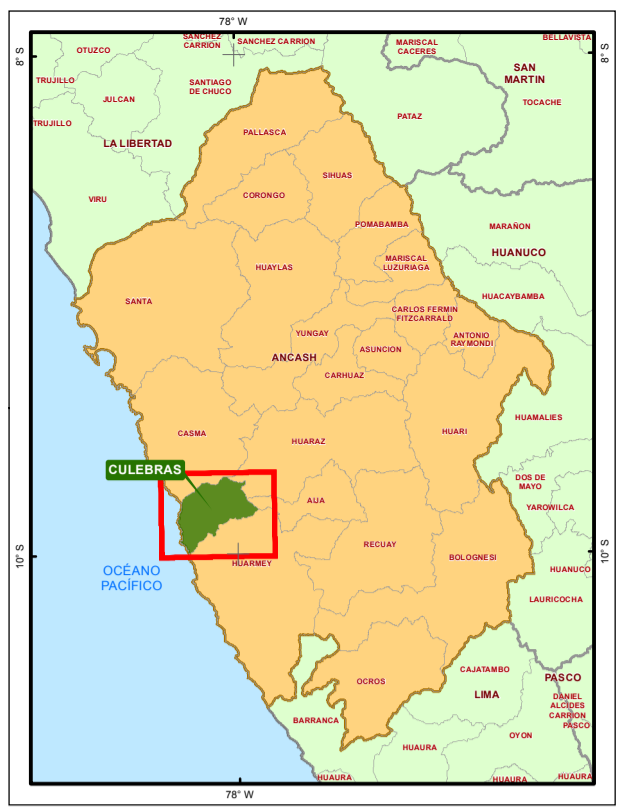 78° W
8° S
8° S
OTUZCO
SANCHEZ
CARRIÓN
SANCHEZ CARRION
MARISCAL
CACERES
BELLAVISTA
SAN
MARTIN
TRUJILLO
JULCAN
SANTIAGO
DE CHUCO
TOCACHE
PATAZ
TRUJILLO
LA LIBERTAD
PALLASCA
SIHUAS
VIRU
CORONGO
POMABAMBA
MARAÑON
HUANUCO
MARISCAL
LUZURIAGA
HUAYLAS
SANTA
HUACAYBAMBA
CARLOS FERMIN
FITZCARRALD
YUNGAY
ANTONIO
RAYMONDI
ASUNCION
ANCASH
CARHUAZ
HUAMALIES
CASMA
HUARAZ
HUARI
CULEBRAS
DOS DE
MAYO
AIJA
YAROWILCA
RECUAY
BOLOGNESI
10° S
10° S
HUARMEY
OCÉANO
PACÍFICO
HUANUCO
LAURICOCHA
CAJATAMBO
OCROS
PASCO
LIMA
DANIEL
ALCIDES
CARRION
PASCO
BARRANCA
OYON
HUAURA
HUAURA
HUAURA
HUAURA
78° W